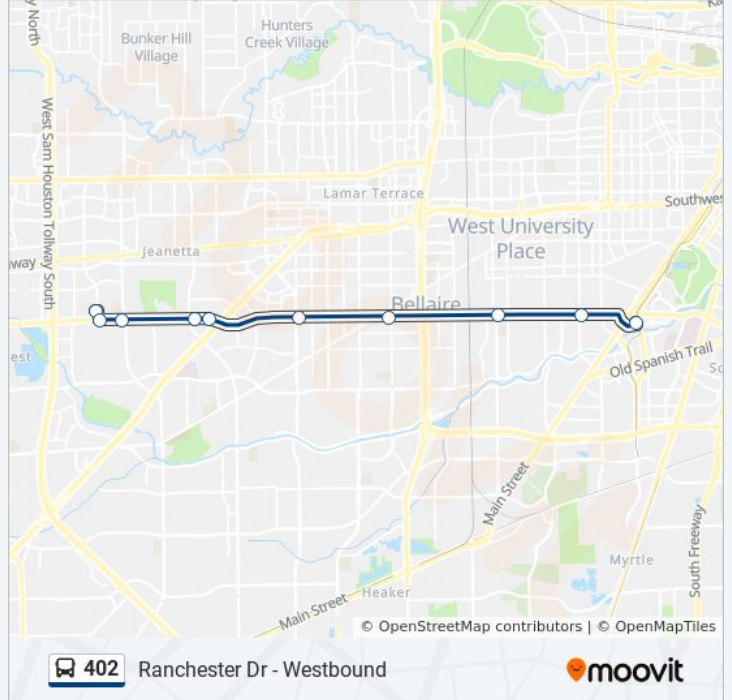 y North
Bunker Hill
Village
Hunters
Creek Village
West Sam Houston Tollway South
Lamar Terrace
Southwes
West University
Place
Jeanetta
way
Bellaire
est
Old Spanish Trail
Main Street
South Freeway
Myrtle
Heaker
Main Street
© OpenStreetMap contributors | © OpenMapTiles
402 Ranchester Dr - Westbound
moovit